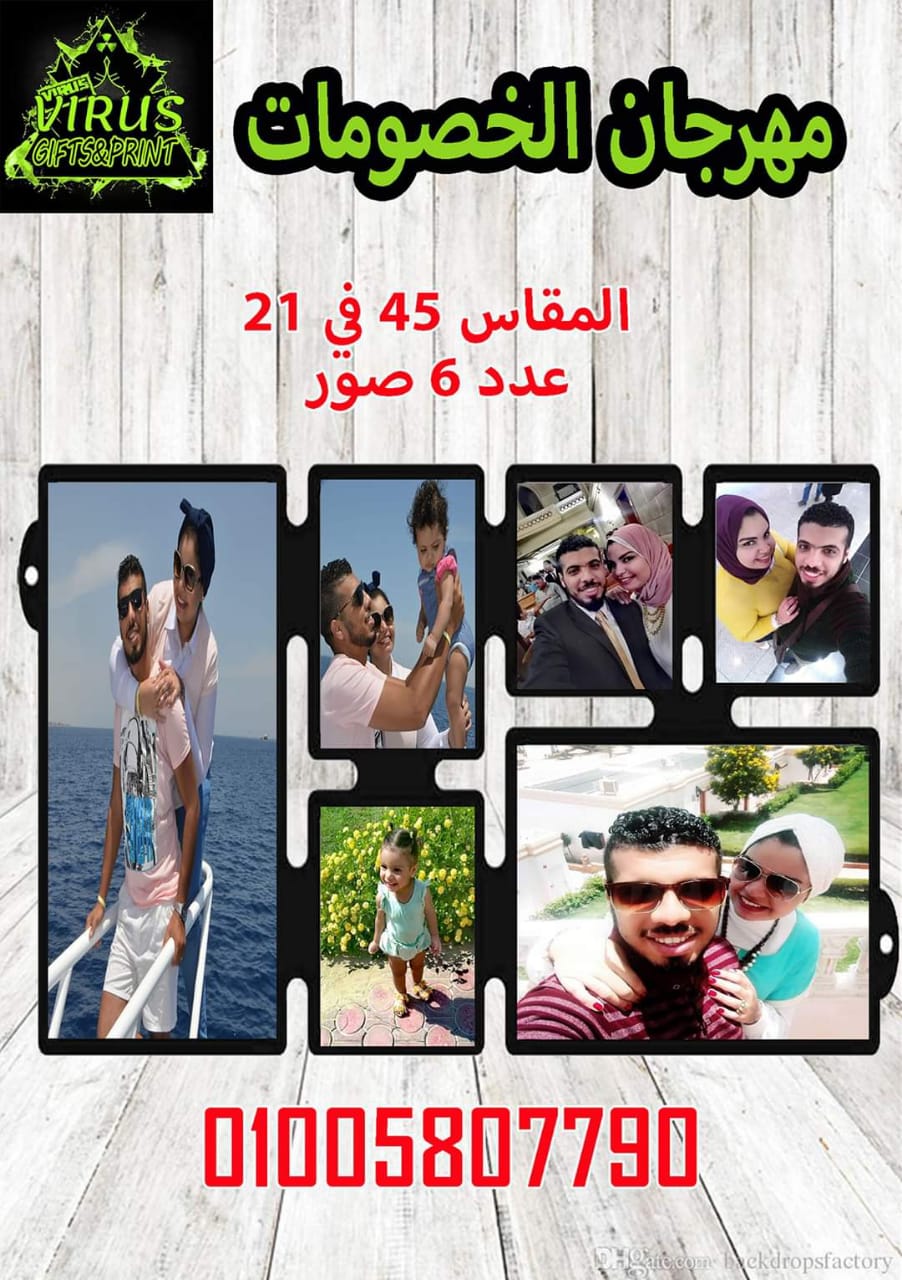 VIRUS
VIRUS
GIFTS&PRINT
مهرجان الخصومات
المقاس 45 في 21
عدد 6 صور
01005807790
DHgate.com backdropsfactory